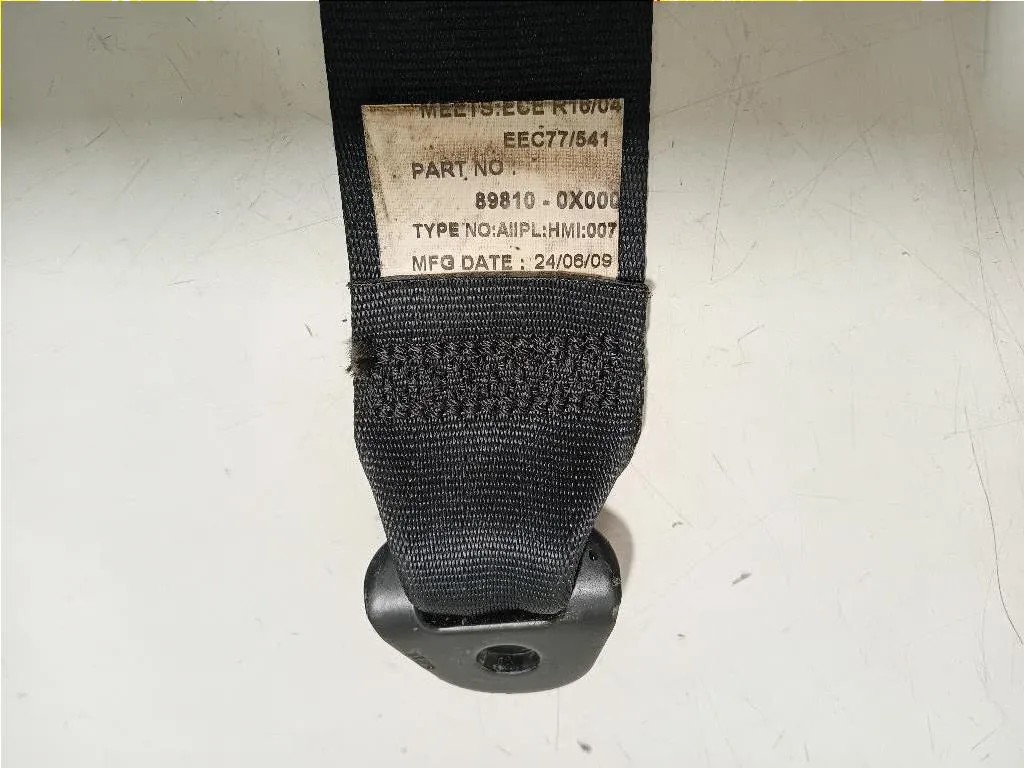 MEETS:ECE R16/04
EEC77/541
PART NO :
89810 - 0X000
TYPE NO:AIIPL:HMI:007
MFG DATE : 24/06/09